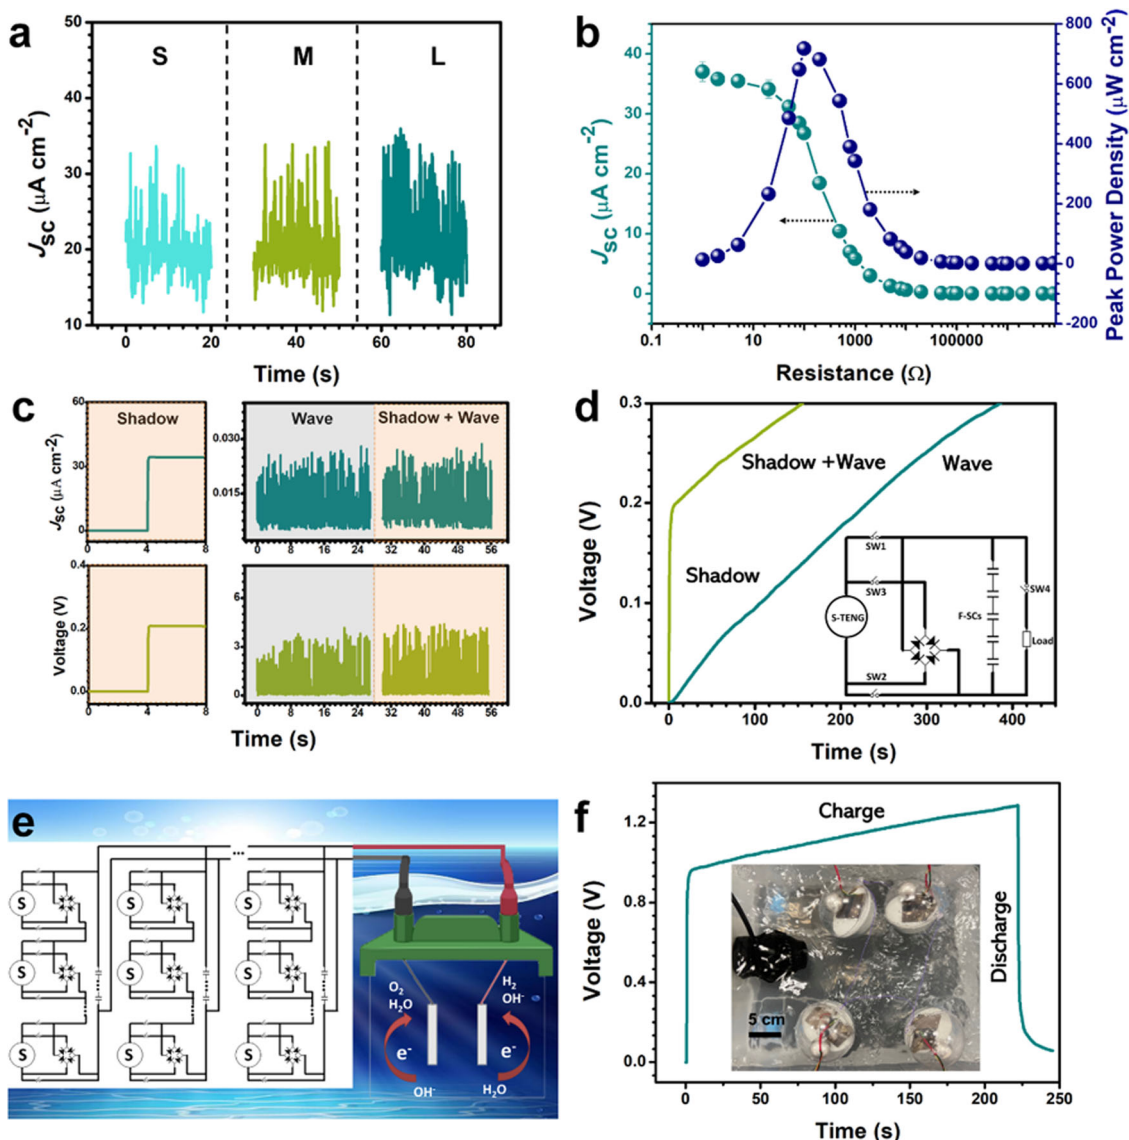 a
S
M
L
50
40
30
20
10
J_SC (μA cm⁻²)
0
20
40
60
80
Time (s)
b
40
30
20
10
0
J_SC (μA cm⁻²)
800
600
400
200
0
-200
Peak Power Density (μW cm⁻²)
0.1
10
1000
100000
Resistance (Ω)
c
Shadow
60
30
0
J_SC (μA cm⁻²)
0
4
8
Wave
Shadow + Wave
0.030
0.015
0 8 16 24 32 40 48 56
0.4
0.2
0.0
Voltage (V)
0
4
8
6
3
0
0 8 16 24 32 40 48 56
Time (s)
d
0.3
0.2
0.1
0.0
Voltage (V)
Shadow +Wave
Wave
Shadow
SW1
SW3
S-TENG
F-SCs
SW4
Load
SW2
0
100
200
300
400
Time (s)
e
S S S
S S S
S S S
O₂
H₂O
H₂
OH⁻
e⁻
e⁻
OH⁻
H₂O
f
Charge
Discharge
1.2
0.8
0.4
0.0
Voltage (V)
5 cm
0
50
100
150
200
250
Time (s)